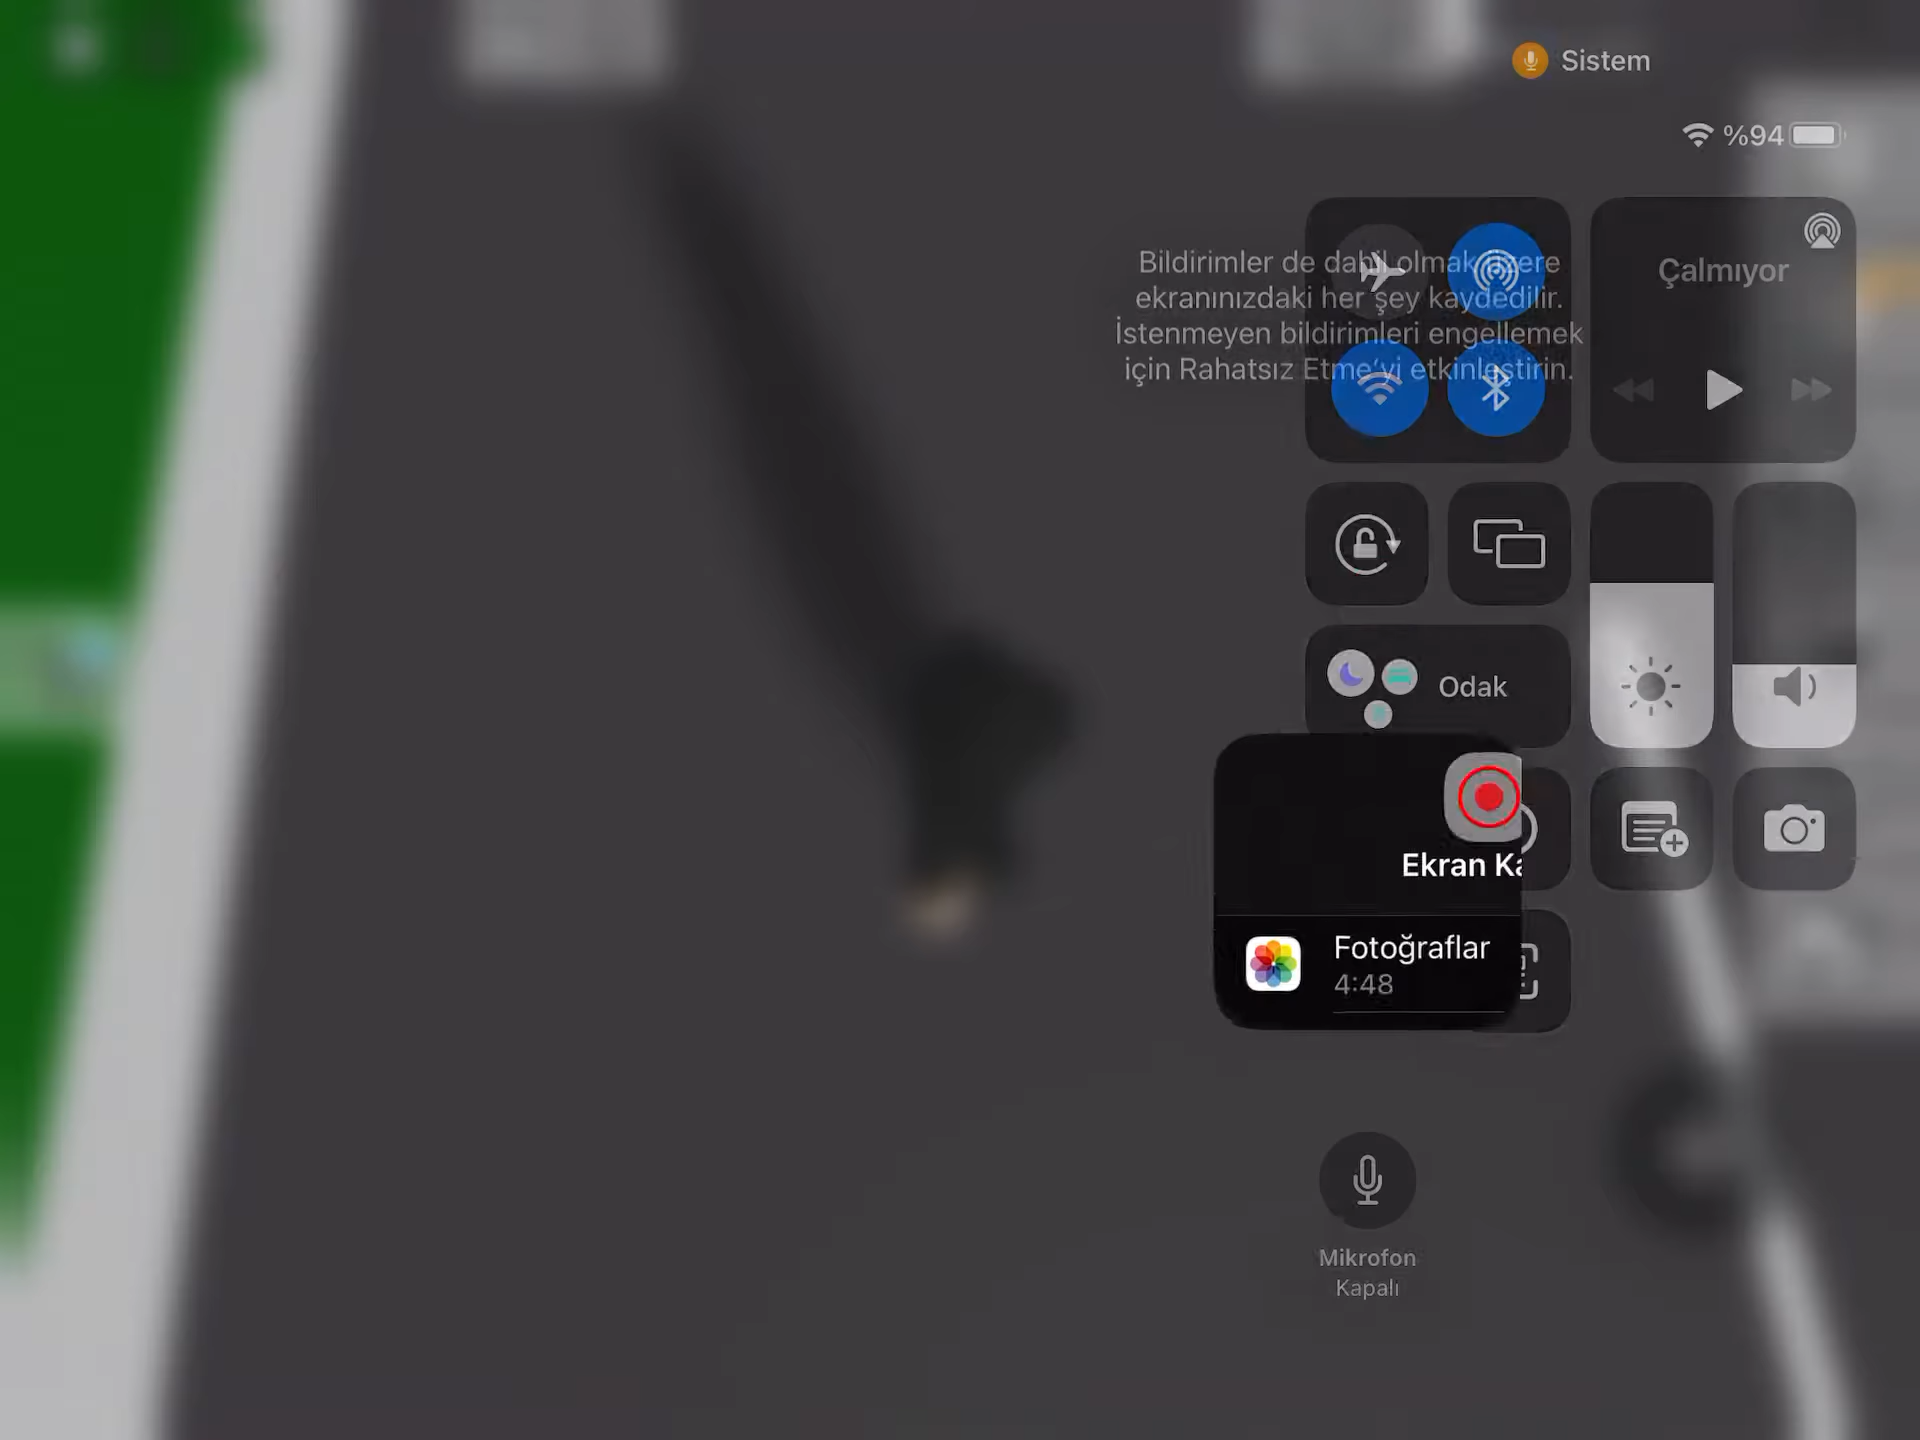 Sistem
%94
Bildirimler de dahil olmak üzere
ekranınızdaki her şey kaydedilir.
İstenmeyen bildirimleri engellemek
için Rahatsız Etme'yi etkinleştirin.
Çalmıyor
Odak
Ekran Ka
Fotoğraflar
4:48
Mikrofon
Kapalı